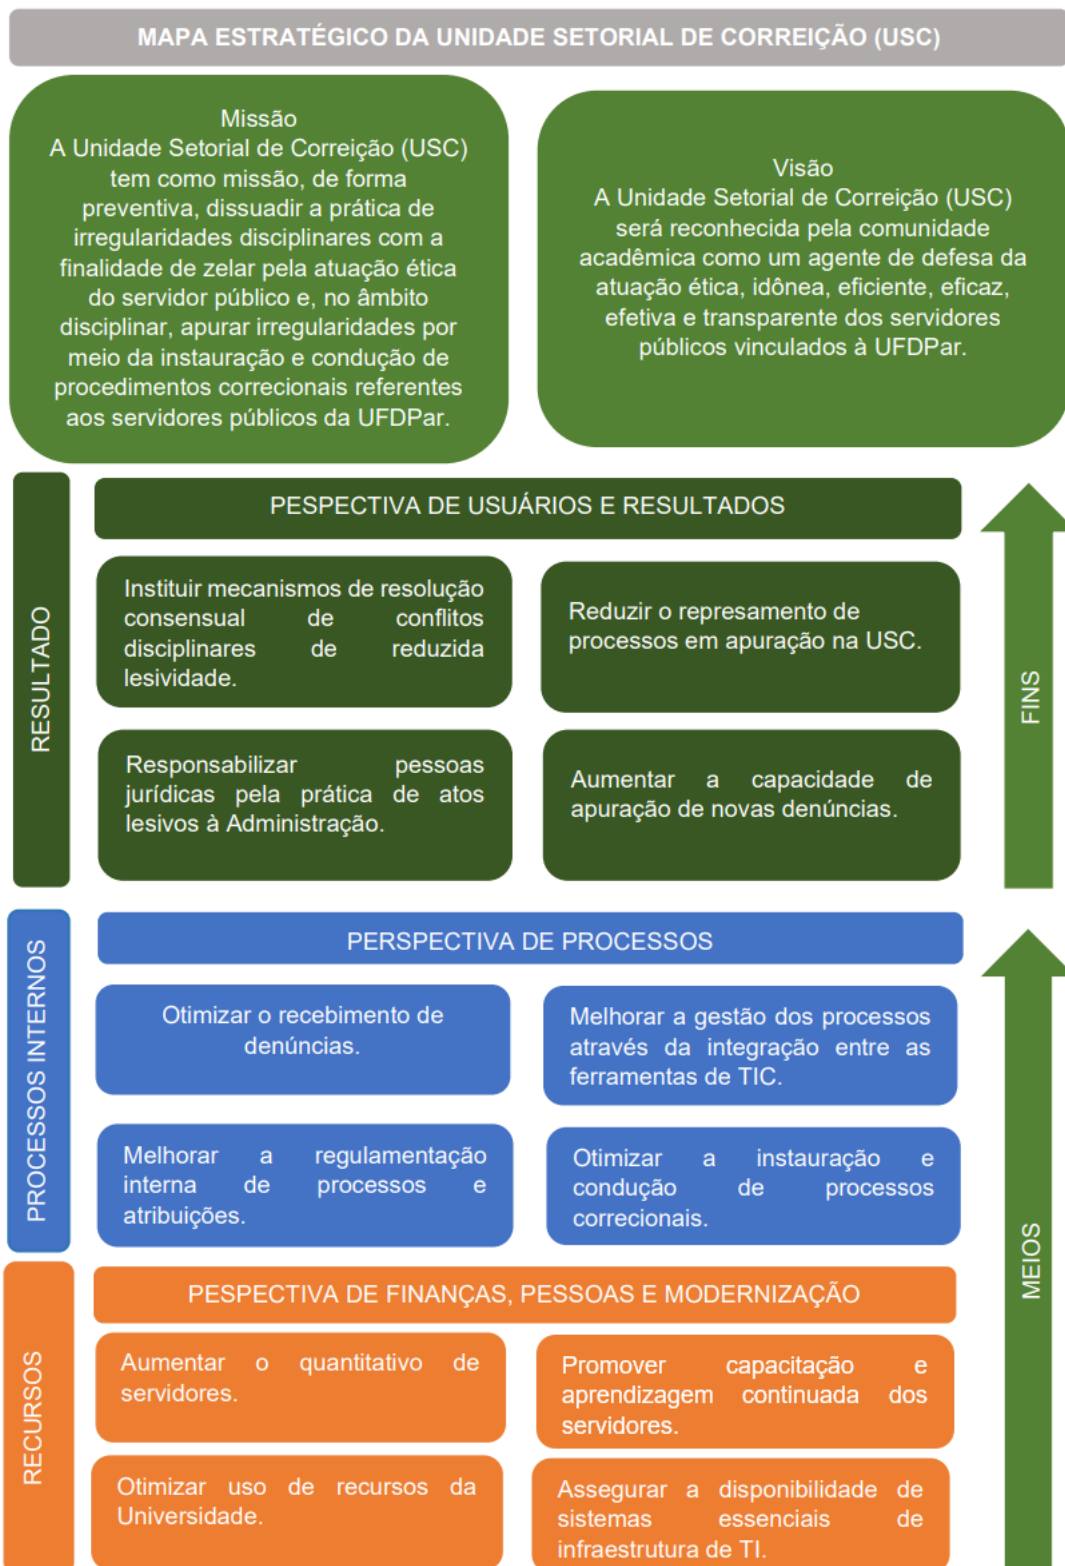 MAPA ESTRATÉGICO DA UNIDADE SETORIAL DE CORREIÇÃO (USC)
Missão
A Unidade Setorial de Correição (USC)
tem como missão, de forma
preventiva, dissuadir a prática de
irregularidades disciplinares com a
finalidade de zelar pela atuação ética
do servidor público e, no âmbito
disciplinar, apurar irregularidades por
meio da instauração e condução de
procedimentos correcionais referentes
aos servidores públicos da UFDPar.
Visão
A Unidade Setorial de Correição (USC)
será reconhecida pela comunidade
acadêmica como um agente de defesa da
atuação ética, idônea, eficiente, eficaz,
efetiva e transparente dos servidores
públicos vinculados à UFDPar.
RESULTADO
PESPECTIVA DE USUÁRIOS E RESULTADOS
Instituir mecanismos de resolução
consensual de conflitos
disciplinares de reduzida
lesividade.
Reduzir o represamento de
processos em apuração na USC.
Responsabilizar pessoas
jurídicas pela prática de atos
lesivos à Administração.
Aumentar a capacidade de
apuração de novas denúncias.
FINS
PROCESSOS INTERNOS
PERSPECTIVA DE PROCESSOS
Otimizar o recebimento de
denúncias.
Melhorar a gestão dos processos
através da integração entre as
ferramentas de TIC.
Melhorar a regulamentação
interna de processos e
atribuições.
Otimizar a instauração e
condução de processos
correcionais.
MEIOS
RECURSOS
PESPECTIVA DE FINANÇAS, PESSOAS E MODERNIZAÇÃO
Aumentar o quantitativo de
servidores.
Promover capacitação e
aprendizagem continuada dos
servidores.
Otimizar uso de recursos da
Universidade.
Assegurar a disponibilidade de
sistemas essenciais de
infraestrutura de TI.